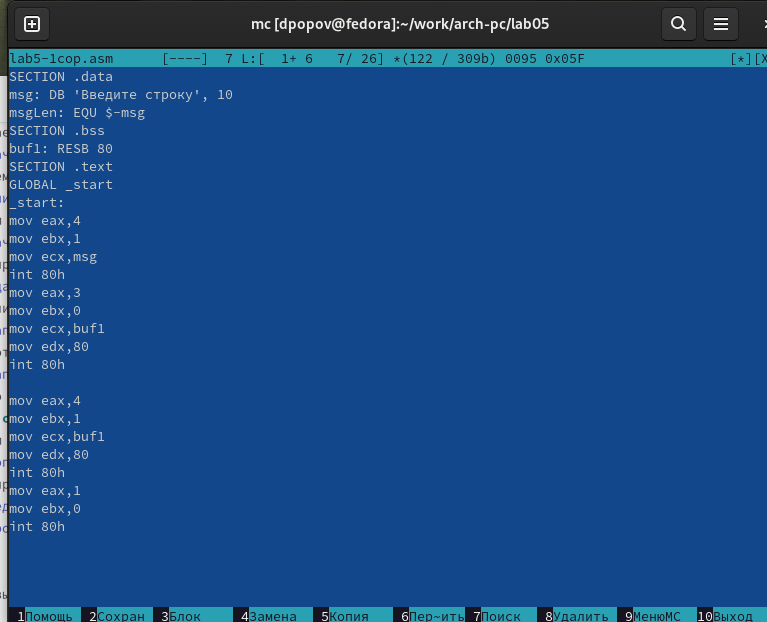 mc [dpopov@fedora]:~/work/arch-pc/lab05
lab5-1cop.asm [----] 7 L:[ 1+ 6 7/ 26] *(122 / 309b) 0095 0x05F [*][X
SECTION .data
msg: DB 'Введите строку', 10
msgLen: EQU $-msg
SECTION .bss
buf1: RESB 80
SECTION .text
GLOBAL _start
_start:
mov eax,4
mov ebx,1
mov ecx,msg
int 80h
mov eax,3
mov ebx,0
mov ecx,buf1
mov edx,80
int 80h
mov eax,4
mov ebx,1
mov ecx,buf1
mov edx,80
int 80h
mov eax,1
mov ebx,0
int 80h
1Помощь 2Сохран 3Блок 4Замена 5Копия 6Пер~ить 7Поиск 8Удалить 9МенюMC 10Выход